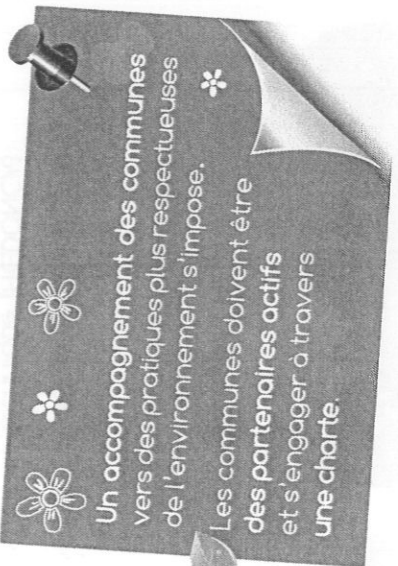 Un accompagnement des communes
vers des pratiques plus respectueuses
de l'environnement s'impose.
Les communes doivent être
des partenaires actifs
et s'engager à travers
une charte.